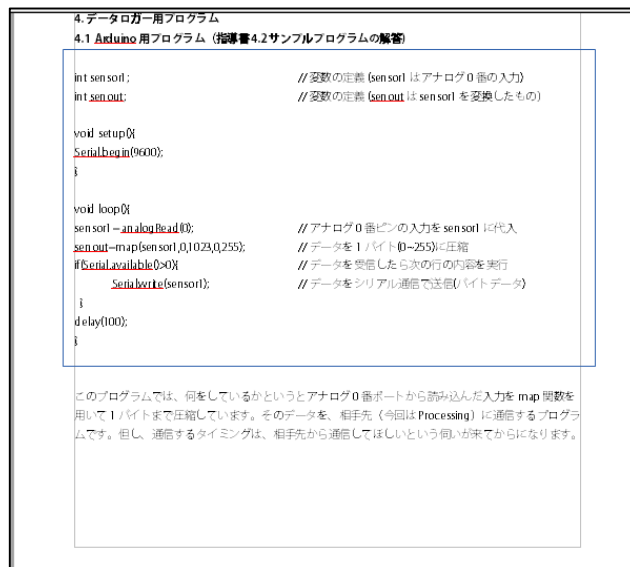 4. データロガー用プログラム
4.1 Arduino 用プログラム（指導書4.2サンプルプログラムの解答)
int sensor1; // 変数の定義 (sensor1 はアナログ 0 番の入力)
int senout; // 変数の定義 (senout は sensor1 を変換したもの)
void setup(){
Serial.begin(9600);
}
void loop(){
sensor1=analogRead(0); // アナログ 0 番ピンの入力を sensor1 に代入
senout=map(sensor1,0,1023,0,255); // データを 1 バイト(0~255)に圧縮
if(Serial.available()>0){ // データを受信したら次の行の内容を実行
Serial.write(sensor1); // データをシリアル通信で送信(バイトデータ)
}
delay(100);
}
このプログラムでは、何をしているかというとアナログ 0 番ポートから読み込んだ入力を map 関数を
用いて 1 バイトまで圧縮しています。そのデータを、相手先（今回は Processing）に通信するプログラ
ムです。但し、通信するタイミングは、相手先から通信してほしいという伺いが来てからになります。